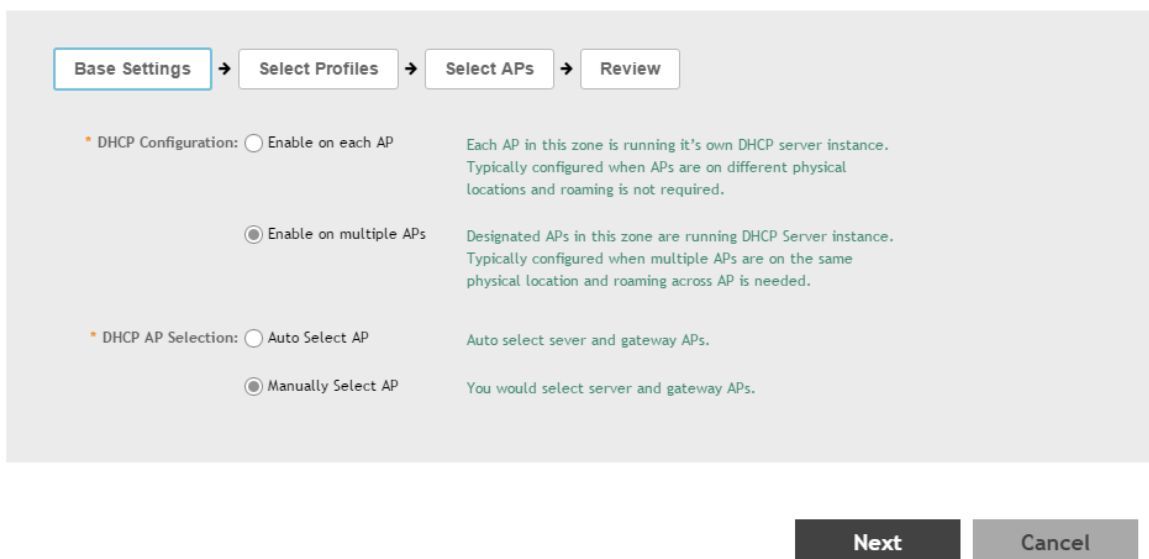 Base Settings → Select Profiles → Select APs → Review
* DHCP Configuration: Enable on each AP
Each AP in this zone is running it's own DHCP server instance.
Typically configured when APs are on different physical
locations and roaming is not required.
Enable on multiple APs
Designated APs in this zone are running DHCP Server instance.
Typically configured when multiple APs are on the same
physical location and roaming across AP is needed.
* DHCP AP Selection: Auto Select AP
Auto select sever and gateway APs.
Manually Select AP
You would select server and gateway APs.
Next Cancel